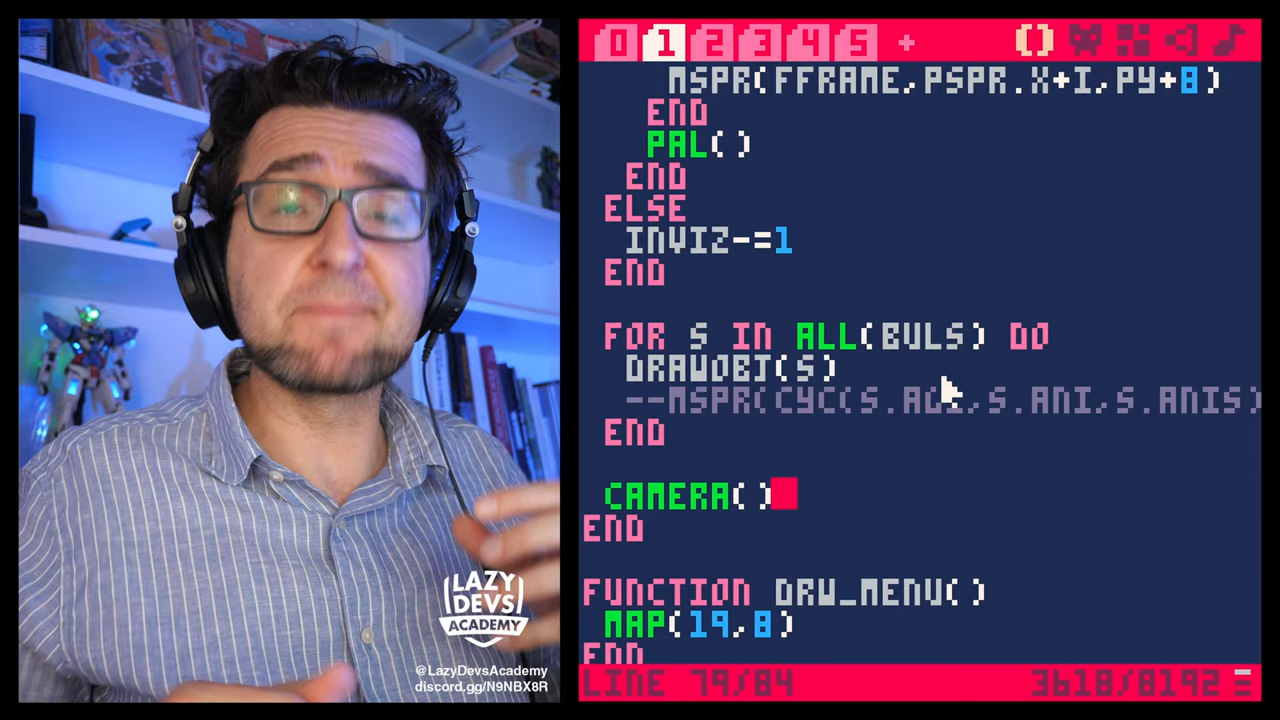 LAZY
DEVS
ACADEMY
@LazyDevsAcademy
discord.gg/N9NBX8R
0 1 2 3 4 5 + ()
MSPR(FFRAME,PSPR.X+I,PY+8)
END
PAL()
END
ELSE
INVIZ-=1
END
FOR S IN ALL(BULS) DO
DRAWOBJ(S)
--MSPR(CYC(S.AGE,S.ANI,S.ANIS)
END
CAMERA()
END
FUNCTION DRW_MENU()
MAP(19,8)
END
LINE 79/84
3618/8192